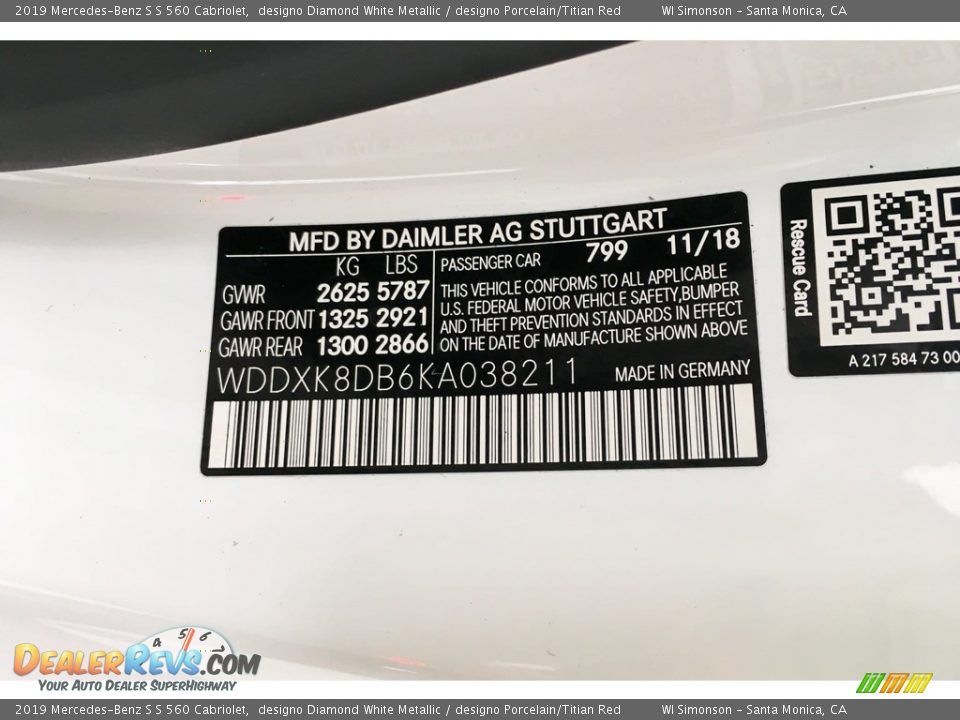 2019 Mercedes-Benz S S 560 Cabriolet, designo Diamond White Metallic / designo Porcelain/Titian Red WI Simonson - Santa Monica, CA
MFD BY DAIMLER AG STUTTGART
KG LBS
GVWR 2625 5787
GAWR FRONT 1325 2921
GAWR REAR 1300 2866
PASSENGER CAR 799 11/18
THIS VEHICLE CONFORMS TO ALL APPLICABLE
U.S. FEDERAL MOTOR VEHICLE SAFETY,BUMPER
AND THEFT PREVENTION STANDARDS IN EFFECT
ON THE DATE OF MANUFACTURE SHOWN ABOVE
WDDXK8DB6KA038211 MADE IN GERMANY
Rescue Card
A 217 584 73 00
4 5 6
DEALERREVS.COM
YOUR AUTO DEALER SUPERHIGHWAY
2019 Mercedes-Benz S S 560 Cabriolet, designo Diamond White Metallic / designo Porcelain/Titian Red WI Simonson - Santa Monica, CA